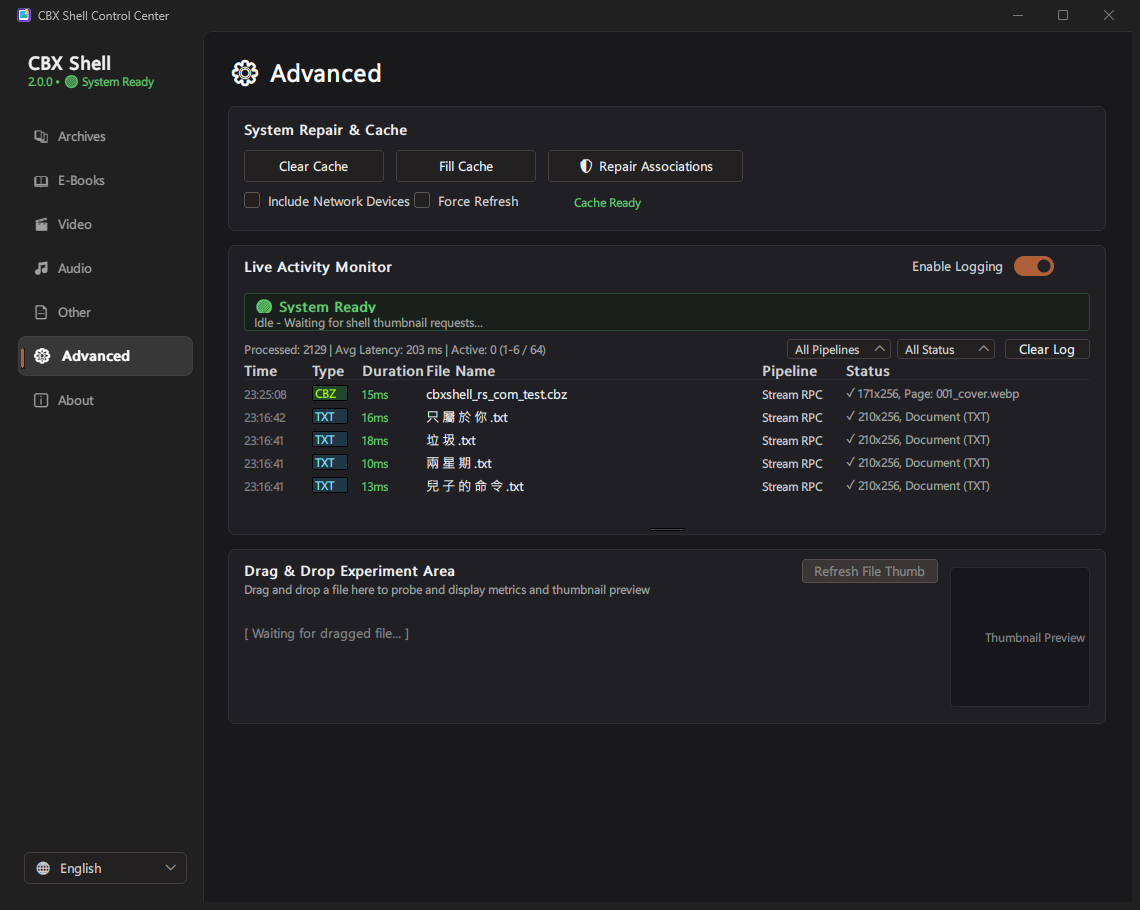 CBX Shell Control Center
CBX Shell
2.0.0 • System Ready
Archives
E-Books
Video
Audio
Other
Advanced
About
English
Advanced
System Repair & Cache
Clear Cache Fill Cache Repair Associations
Include Network Devices Force Refresh Cache Ready
Live Activity Monitor Enable Logging
System Ready
Idle - Waiting for shell thumbnail requests...
Processed: 2129 | Avg Latency: 203 ms | Active: 0 (1-6 / 64) All Pipelines All Status Clear Log
Time Type Duration File Name Pipeline Status
23:25:08 CBZ 15ms cbxshell_rs_com_test.cbz Stream RPC ✓ 171x256, Page: 001_cover.webp
23:16:42 TXT 16ms 只屬於你.txt Stream RPC ✓ 210x256, Document (TXT)
23:16:41 TXT 18ms 垃圾.txt Stream RPC ✓ 210x256, Document (TXT)
23:16:41 TXT 10ms 兩星期.txt Stream RPC ✓ 210x256, Document (TXT)
23:16:41 TXT 13ms 兒子的命令.txt Stream RPC ✓ 210x256, Document (TXT)
Drag & Drop Experiment Area Refresh File Thumb
Drag and drop a file here to probe and display metrics and thumbnail preview
[ Waiting for dragged file... ]
Thumbnail Preview